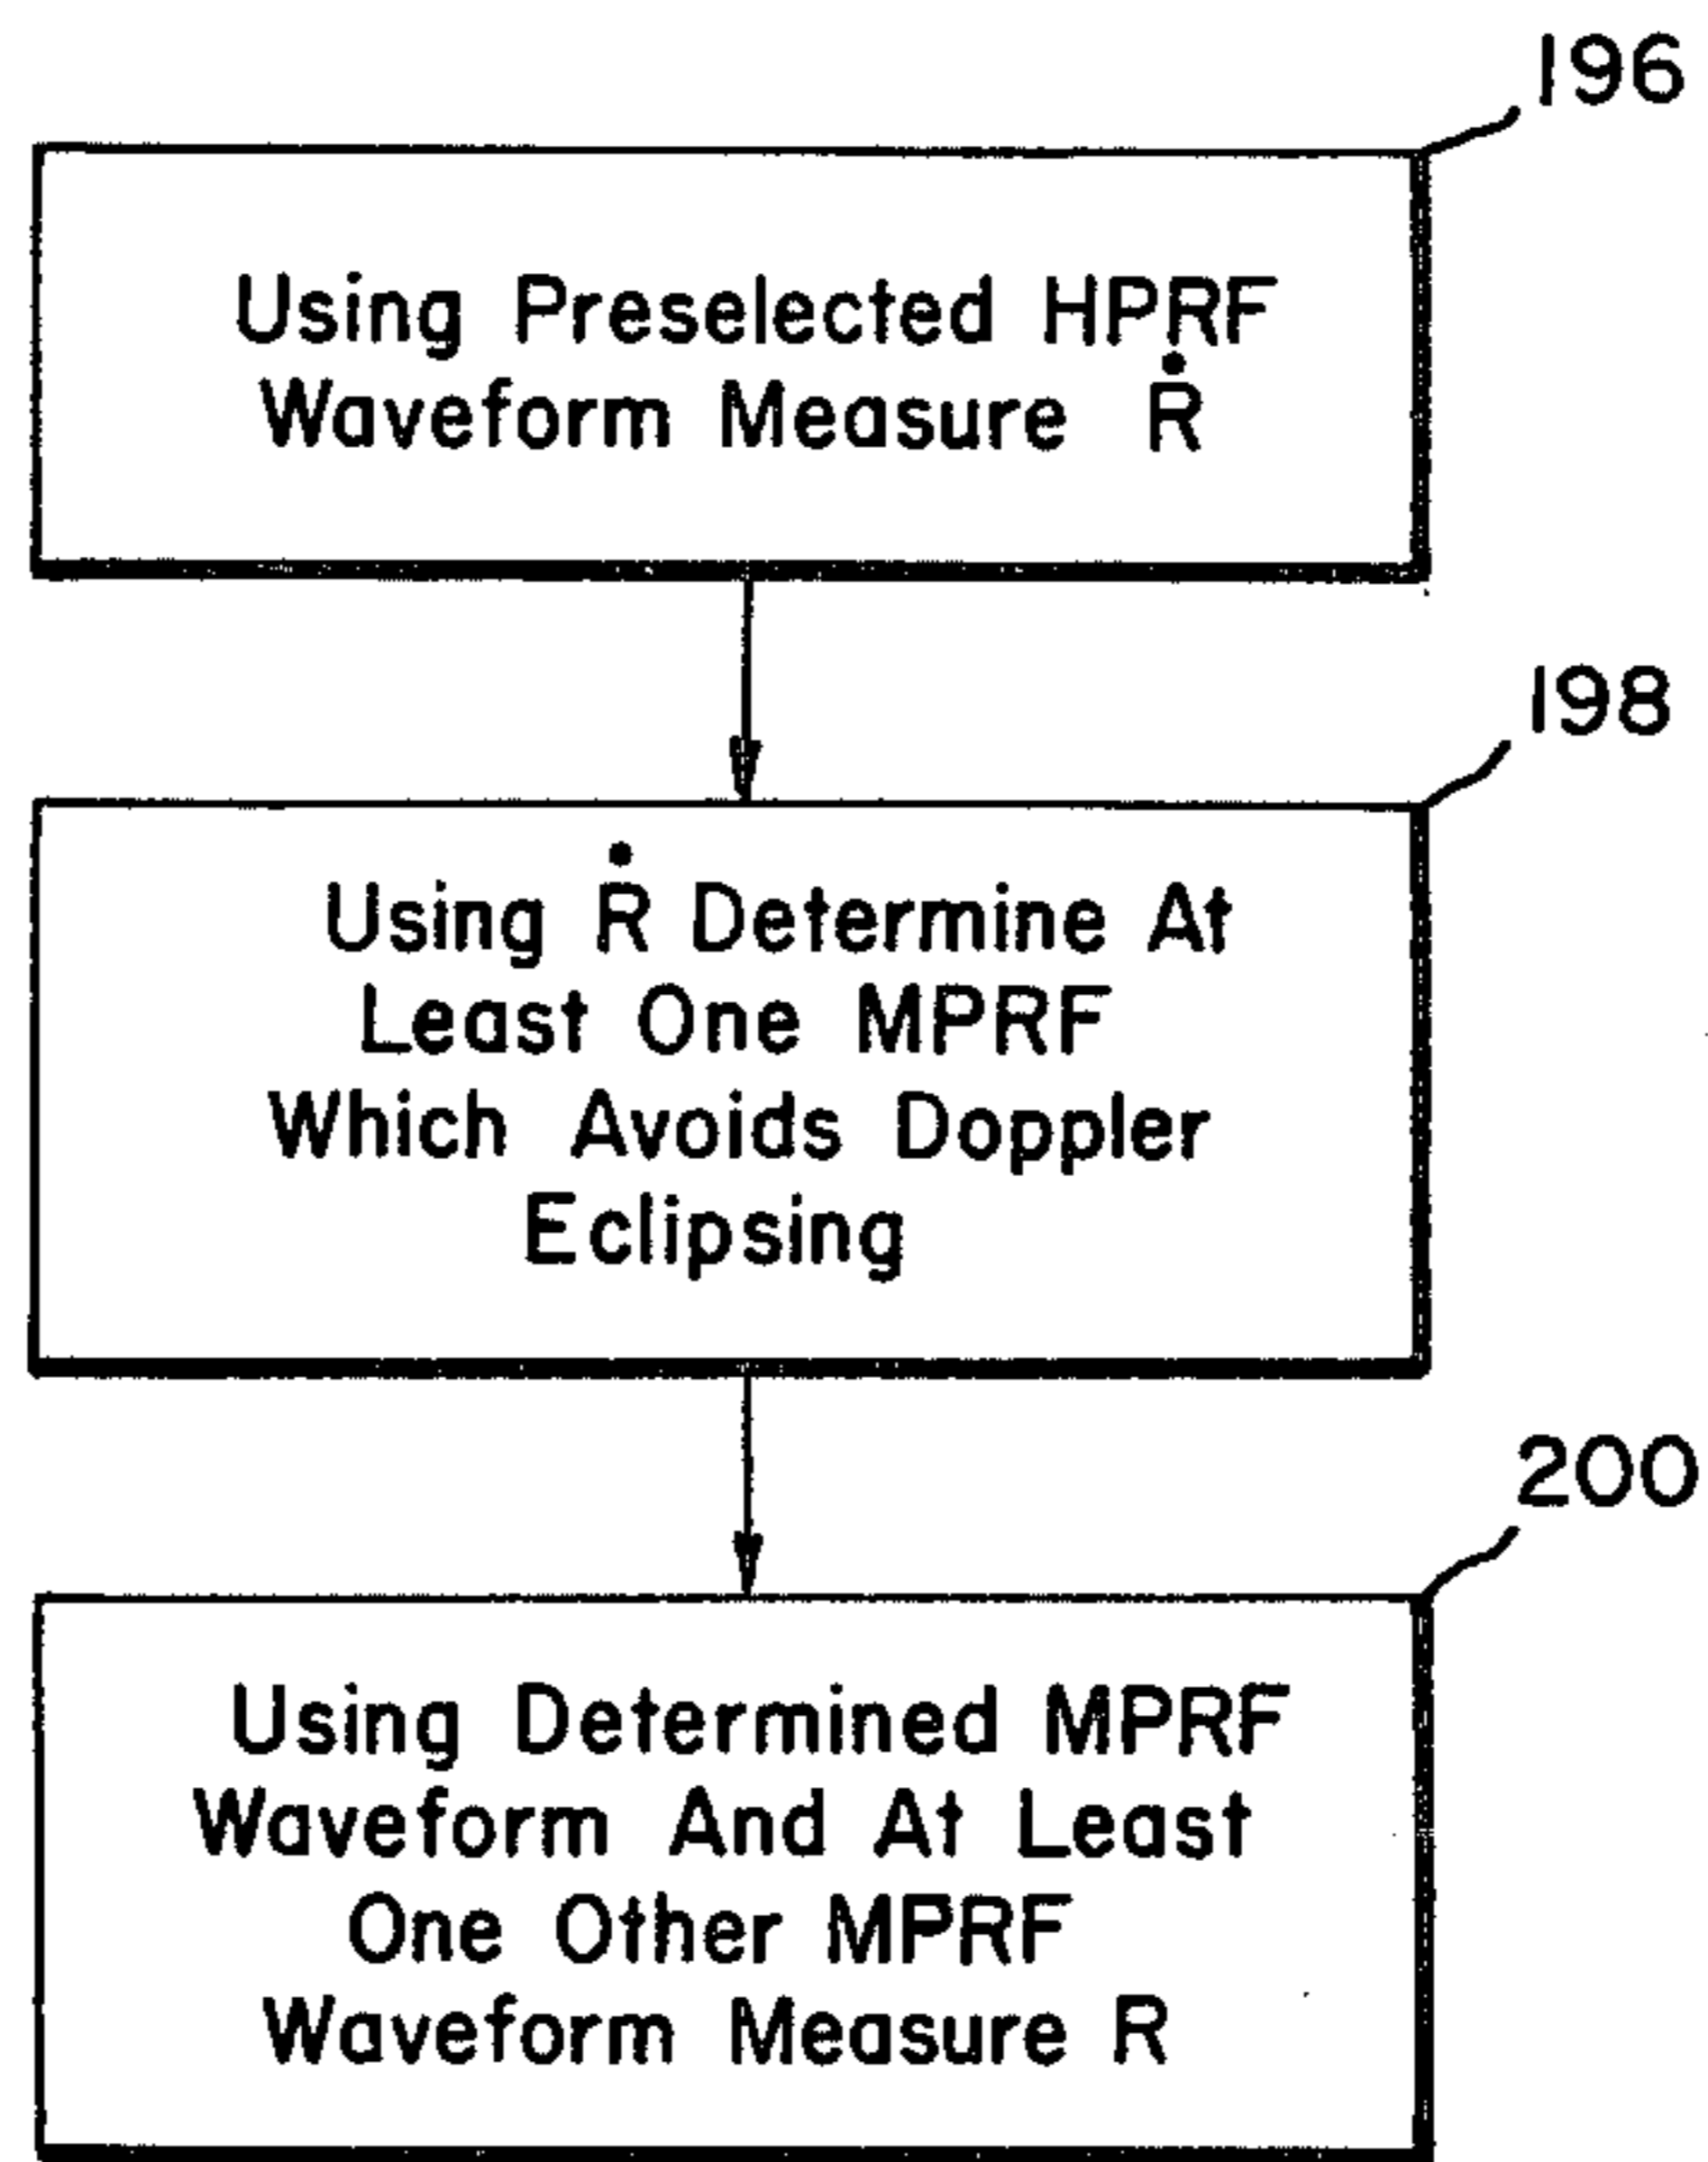 196
Using Preselected HPRF
Waveform Measure Ṙ
198
Using Ṙ Determine At
Least One MPRF
Which Avoids Doppler
Eclipsing
200
Using Determined MPRF
Waveform And At Least
One Other MPRF
Waveform Measure R